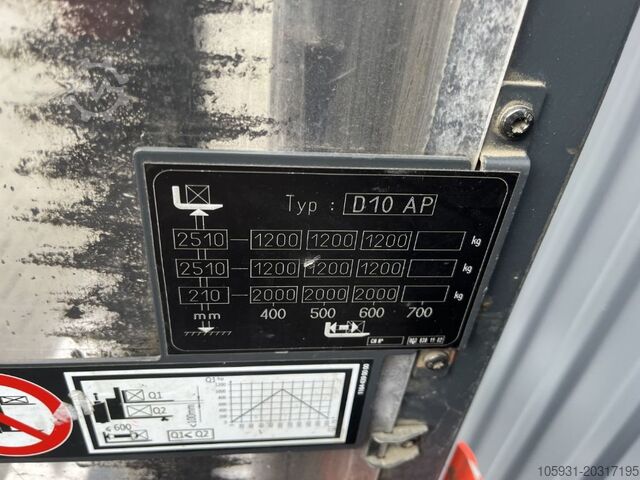 Typ : D10 AP
2510 1200 1200 1200 kg
2510 1200 1200 1200 kg
210 2000 2000 2000 kg
mm 400 500 600 700
Q1
Q1
Q2
≤ 600
Q1 < Q2
105931-20317195